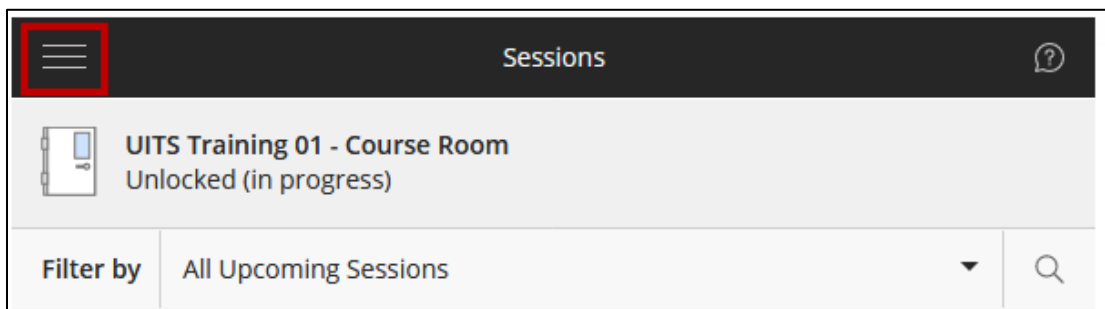 Sessions
UITS Training 01 - Course Room
Unlocked (in progress)
Filter by All Upcoming Sessions